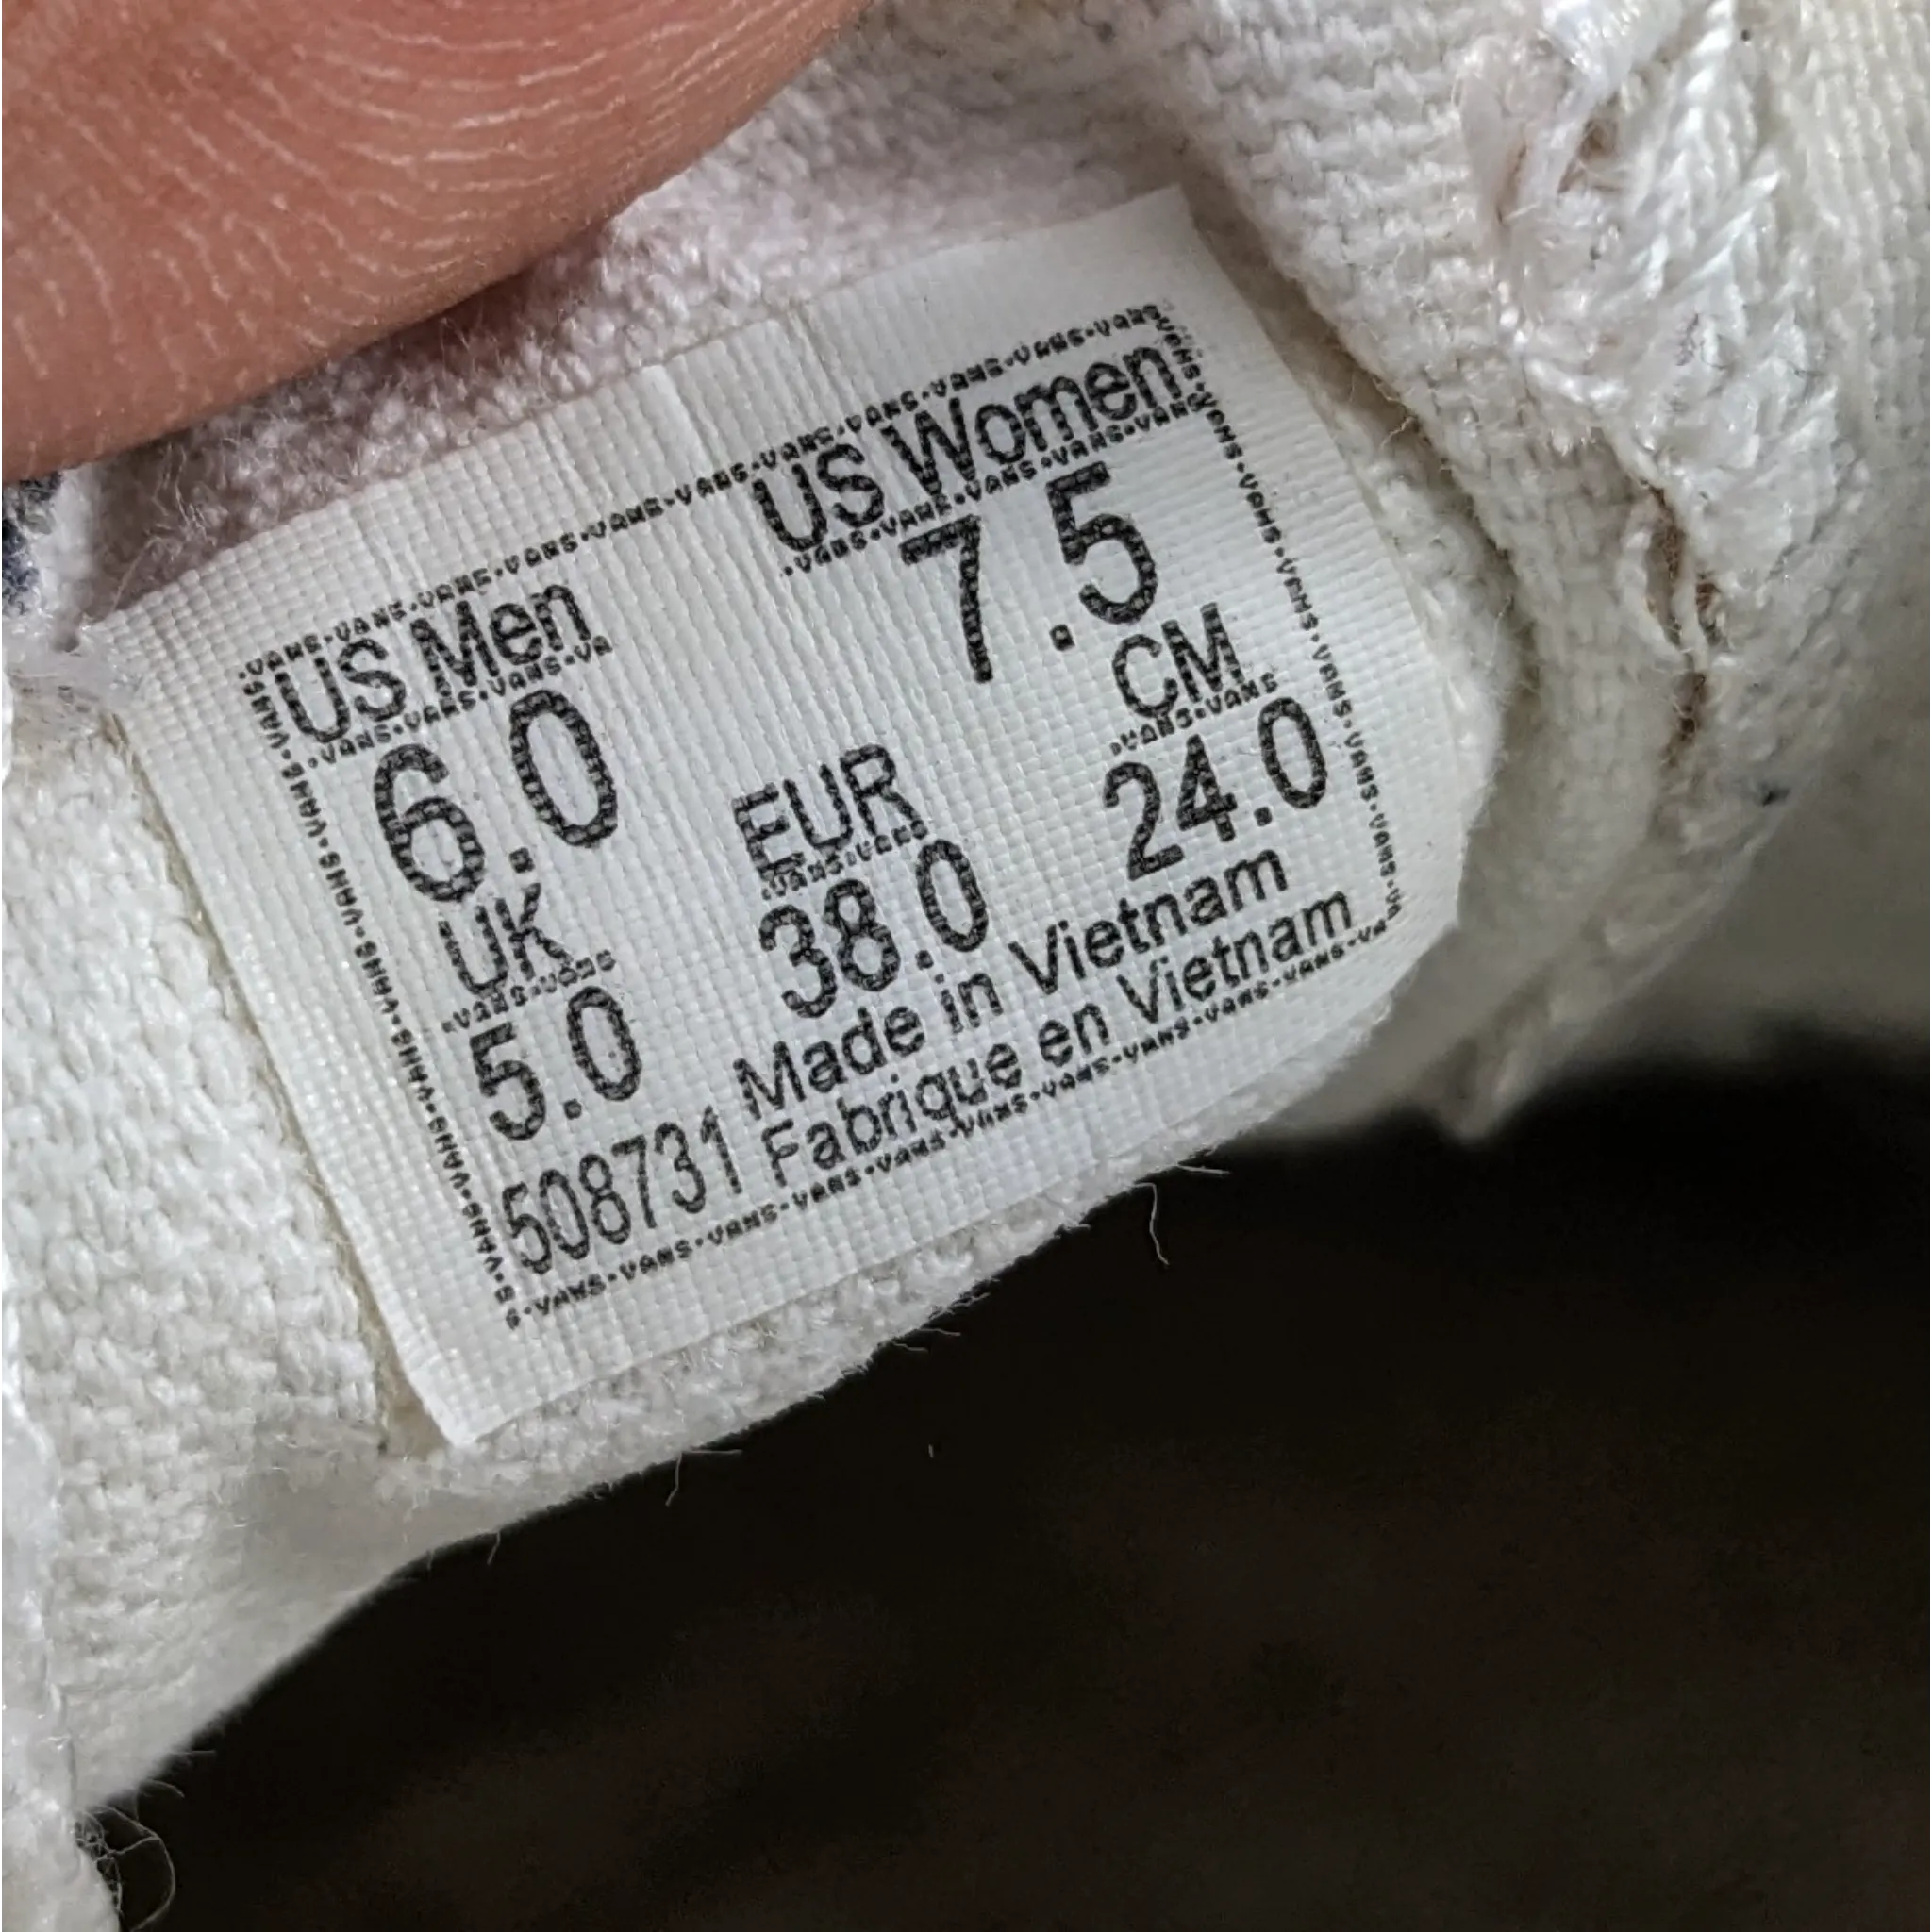 US Men US Women
6.0 7.5
UK EUR CM
5.0 38.0 24.0
Made in Vietnam
508731 Fabrique en Vietnam